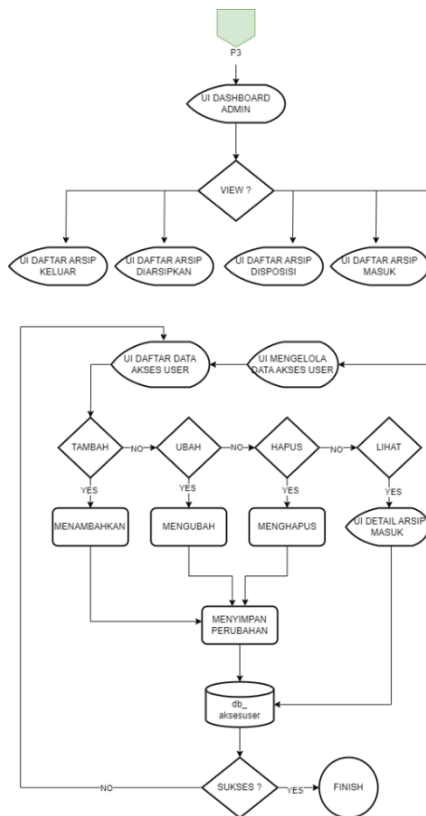 P3
UI DASHBOARD
ADMIN
VIEW ?
UI DAFTAR ARSIP
KELUAR
UI DAFTAR ARSIP
DIARSIPKAN
UI DAFTAR ARSIP
DISPOSISI
UI DAFTAR ARSIP
MASUK
UI DAFTAR DATA
AKSES USER
UI MENGELOLA
DATA AKSES USER
TAMBAH
NO
UBAH
NO
HAPUS
NO
LIHAT
YES
YES
YES
YES
MENAMBAHKAN
MENGUBAH
MENGHAPUS
UI DETAIL ARSIP
MASUK
MENYIMPAN
PERUBAHAN
db_
aksesuser
NO
SUKSES ?
YES
FINISH